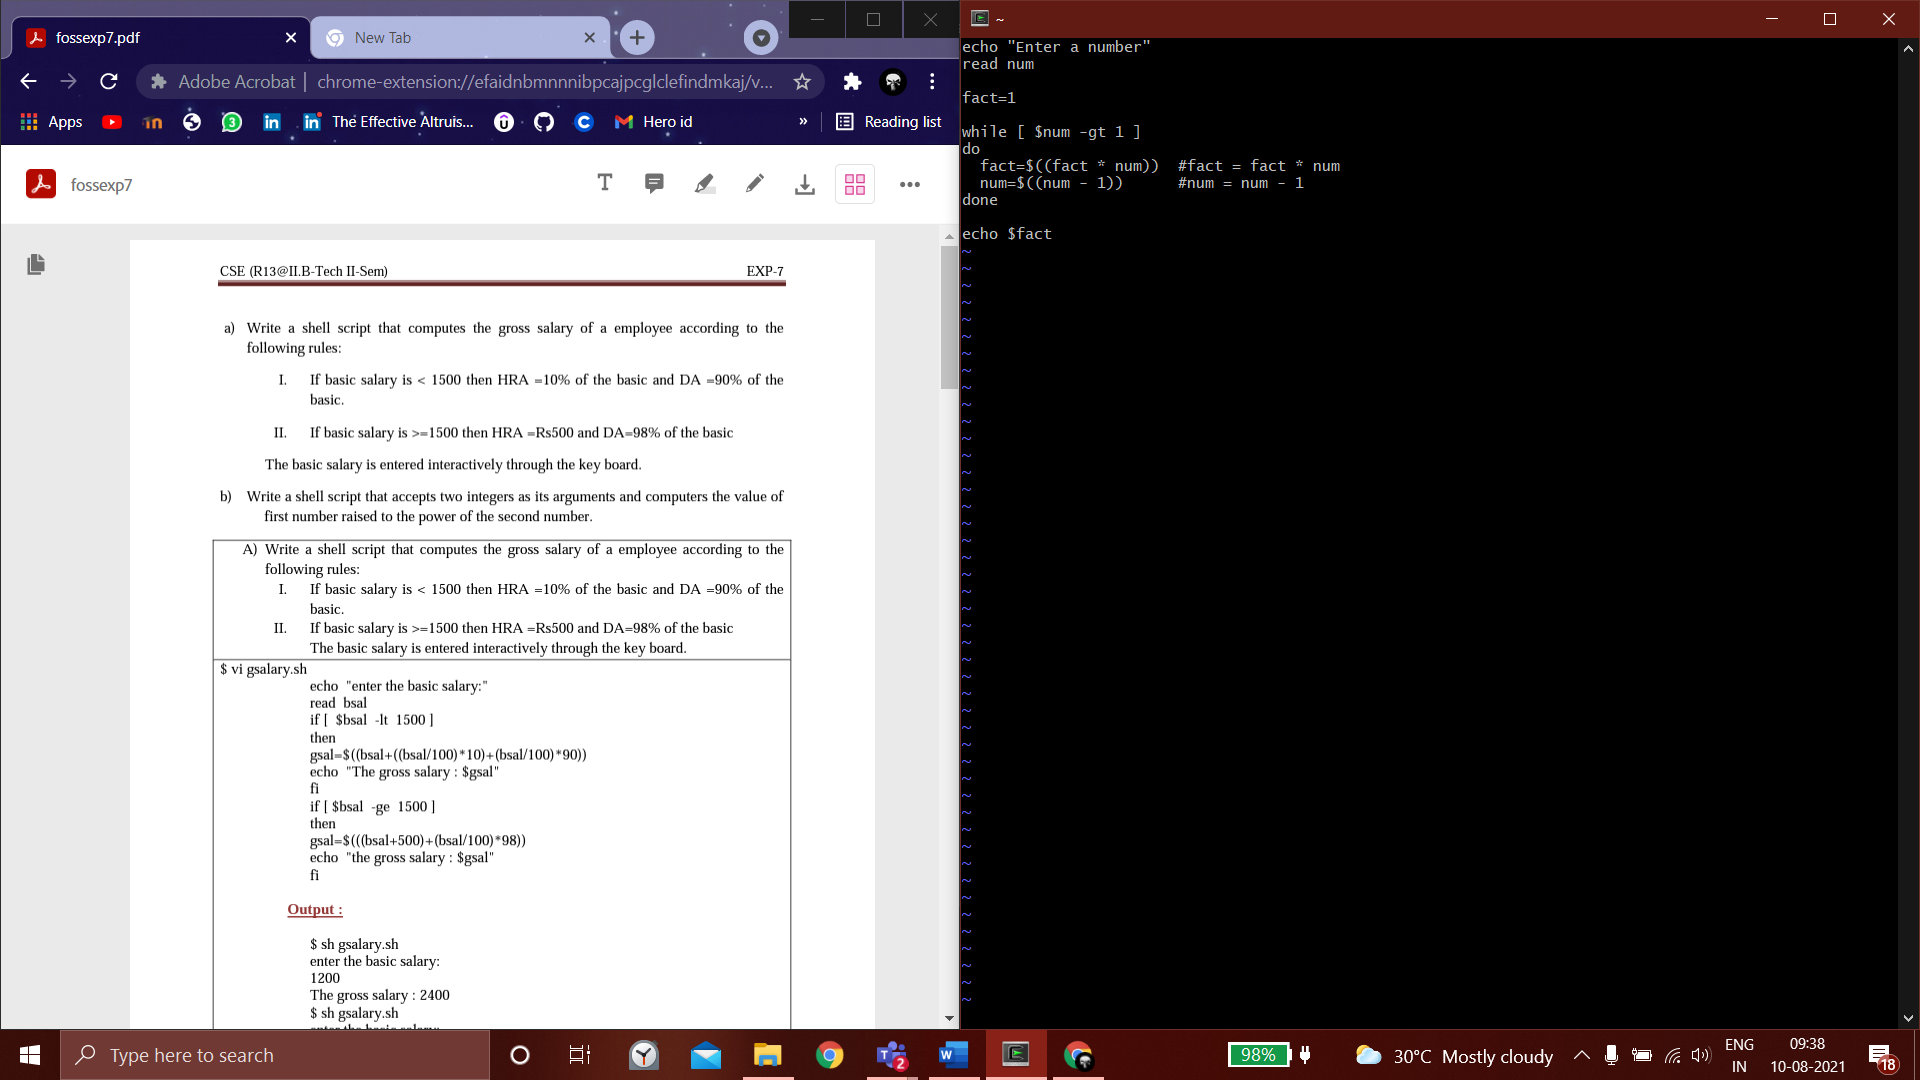 fossexp7.pdf
New Tab
Adobe Acrobat
chrome-extension://efaidnbmnnnibpcajpcglclefindmkaj/v...
Apps
3
The Effective Altruis...
Hero id
»
Reading list
fossexp7
CSE (R13@II.B-Tech II-Sem) EXP-7
a) Write a shell script that computes the gross salary of a employee according to the
following rules:
I. If basic salary is < 1500 then HRA =10% of the basic and DA =90% of the
basic.
II. If basic salary is >=1500 then HRA =Rs500 and DA=98% of the basic
The basic salary is entered interactively through the key board.
b) Write a shell script that accepts two integers as its arguments and computers the value of
first number raised to the power of the second number.
A) Write a shell script that computes the gross salary of a employee according to the
following rules:
I. If basic salary is < 1500 then HRA =10% of the basic and DA =90% of the
basic.
II. If basic salary is >=1500 then HRA =Rs500 and DA=98% of the basic
The basic salary is entered interactively through the key board.
$ vi gsalary.sh
echo "enter the basic salary:"
read bsal
if [ $bsal -lt 1500 ]
then
gsal=$((bsal+((bsal/100)*10)+(bsal/100)*90))
echo "The gross salary : $gsal"
fi
if [ $bsal -ge 1500 ]
then
gsal=$(((bsal+500)+(bsal/100)*98))
echo "the gross salary : $gsal"
fi
Output :
$ sh gsalary.sh
enter the basic salary:
1200
The gross salary : 2400
$ sh gsalary.sh
enter the basic salary:
~
echo "Enter a number"
read num
fact=1
while [ $num -gt 1 ]
do
fact=$((fact * num)) #fact = fact * num
num=$((num - 1)) #num = num - 1
done
echo $fact
Type here to search
2
98%
30°C Mostly cloudy
ENG
IN
09:38
10-08-2021
18